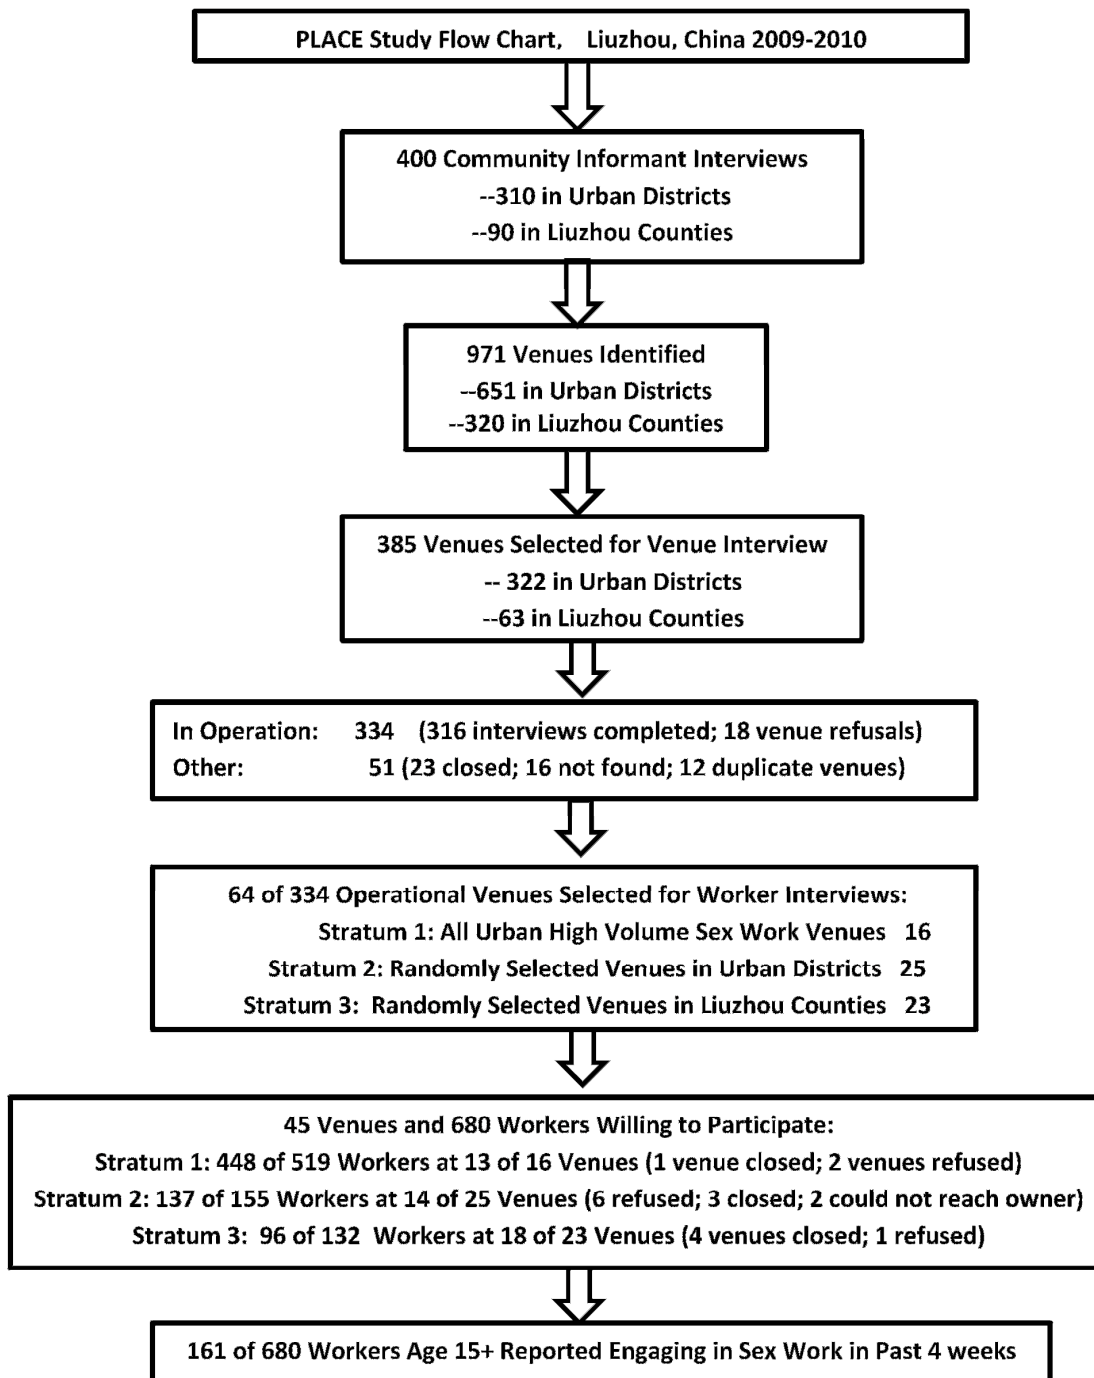 PLACE Study Flow Chart, Liuzhou, China 2009-2010
400 Community Informant Interviews
--310 in Urban Districts
--90 in Liuzhou Counties
971 Venues Identified
--651 in Urban Districts
--320 in Liuzhou Counties
385 Venues Selected for Venue Interview
-- 322 in Urban Districts
--63 in Liuzhou Counties
In Operation: 334 (316 interviews completed; 18 venue refusals)
Other: 51 (23 closed; 16 not found; 12 duplicate venues)
64 of 334 Operational Venues Selected for Worker Interviews:
Stratum 1: All Urban High Volume Sex Work Venues 16
Stratum 2: Randomly Selected Venues in Urban Districts 25
Stratum 3: Randomly Selected Venues in Liuzhou Counties 23
45 Venues and 680 Workers Willing to Participate:
Stratum 1: 448 of 519 Workers at 13 of 16 Venues (1 venue closed; 2 venues refused)
Stratum 2: 137 of 155 Workers at 14 of 25 Venues (6 refused; 3 closed; 2 could not reach owner)
Stratum 3: 96 of 132 Workers at 18 of 23 Venues (4 venues closed; 1 refused)
161 of 680 Workers Age 15+ Reported Engaging in Sex Work in Past 4 weeks